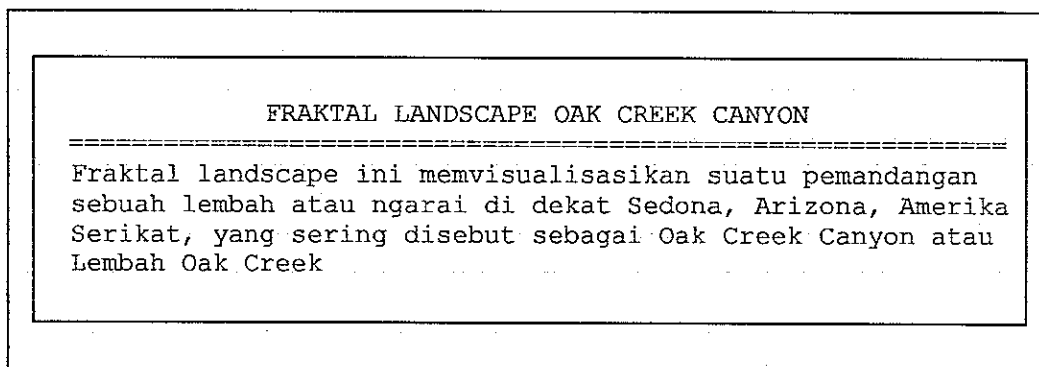 FRAKTAL LANDSCAPE OAK CREEK CANYON
==============================================================
Fraktal landscape ini memvisualisasikan suatu pemandangan
sebuah lembah atau ngarai di dekat Sedona, Arizona, Amerika
Serikat, yang sering disebut sebagai Oak Creek Canyon atau
Lembah Oak Creek